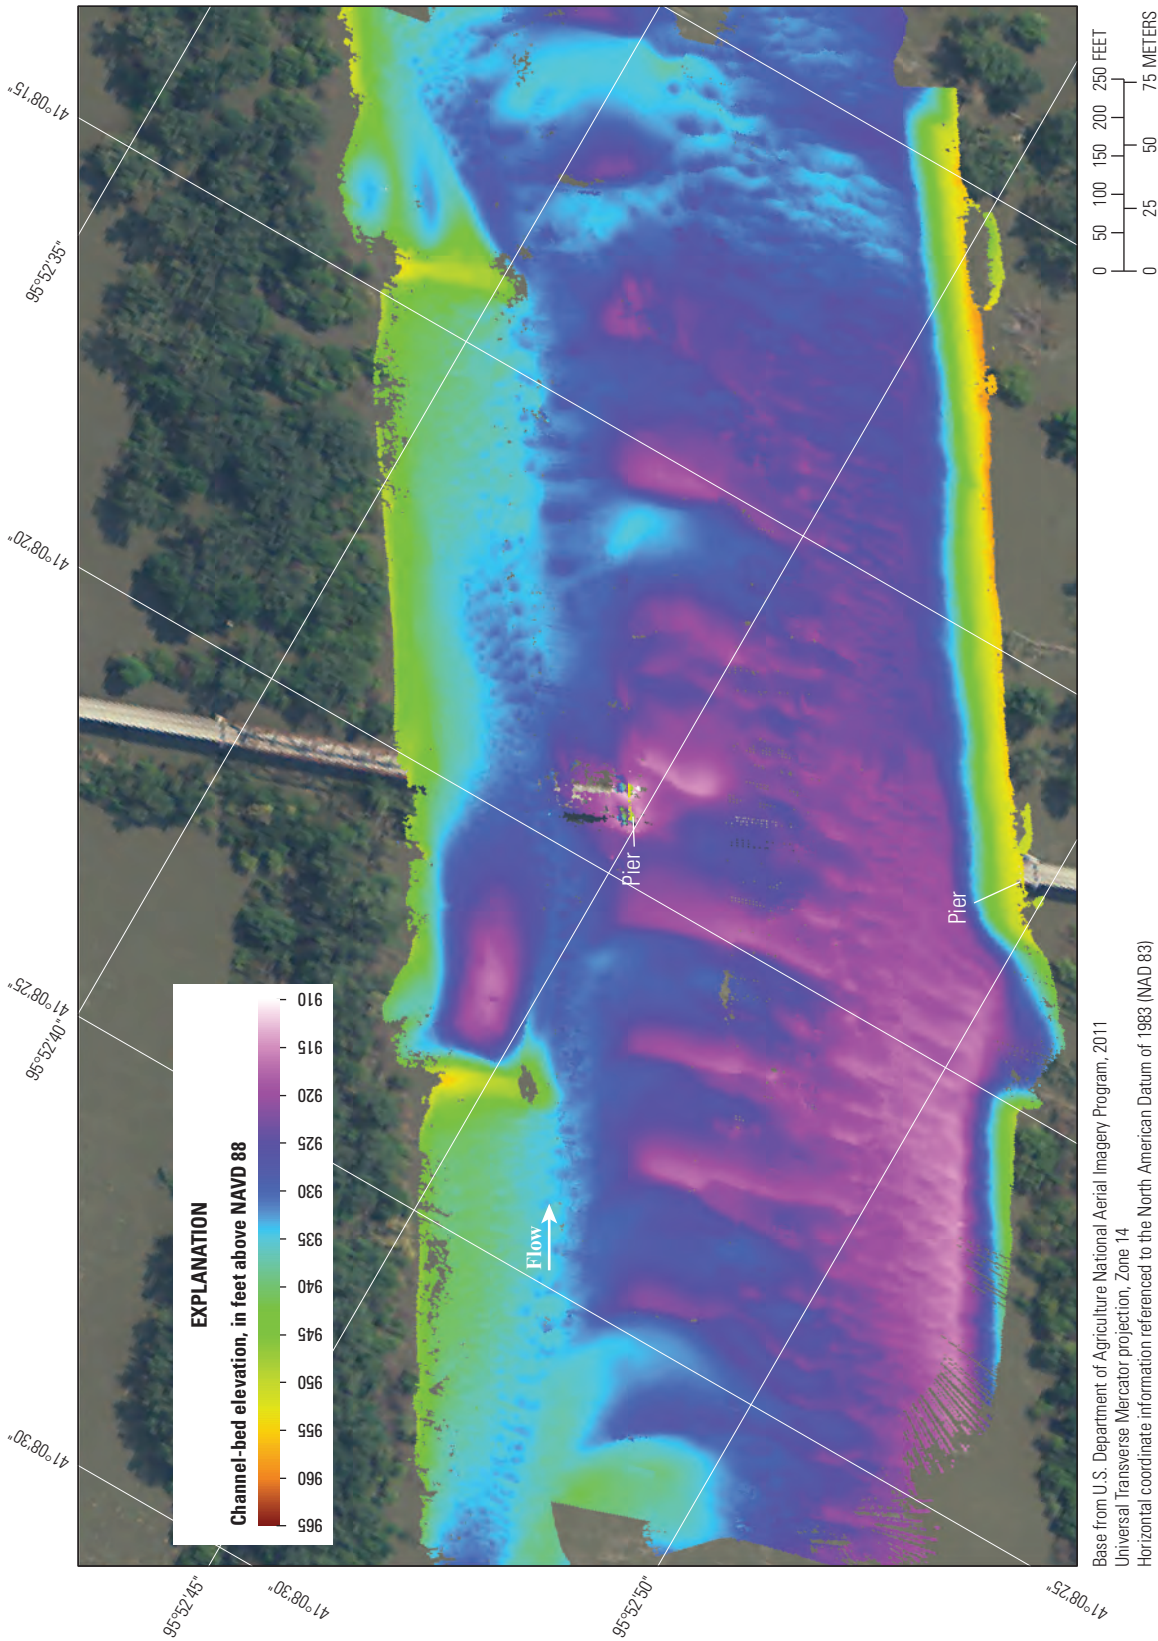 EXPLANATION
Channel-bed elevation, in feet above NAVD 88
965
960
955
950
945
940
935
930
925
920
915
910
Flow
Pier
Pier
95°52'45"
41°08'30"
41°08'30"
95°52'40"
41°08'25"
41°08'20"
95°52'35"
41°08'15"
95°52'50"
41°08'25"
0 50 100 150 200 250 FEET
0 25 50 75 METERS
Base from U.S. Department of Agriculture National Aerial Imagery Program, 2011
Universal Transverse Mercator projection, Zone 14
Horizontal coordinate information referenced to the North American Datum of 1983 (NAD 83)